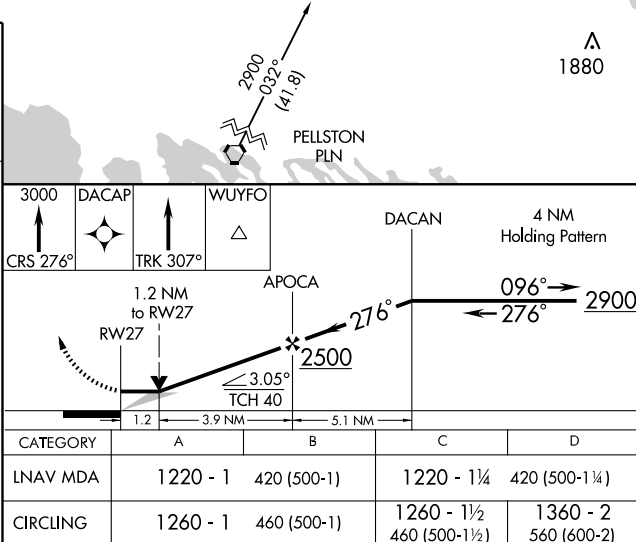 2900
032°
(41.8)
1880
PELLSTON
PLN
3000 DACAP WUYFO
CRS 276° TRK 307°
DACAN
4 NM
Holding Pattern
APOCA
1.2 NM
to RW27
RW27
096°
276°
276°
2900
2500
3.05°
TCH 40
1.2 3.9 NM 5.1 NM
CATEGORY A B C D
LNAV MDA 1220 - 1 420 (500-1) 1220 - 1¼ 420 (500-1¼)
CIRCLING 1260 - 1 460 (500-1) 1260 - 1½ 460 (500-1½) 1360 - 2 560 (600-2)